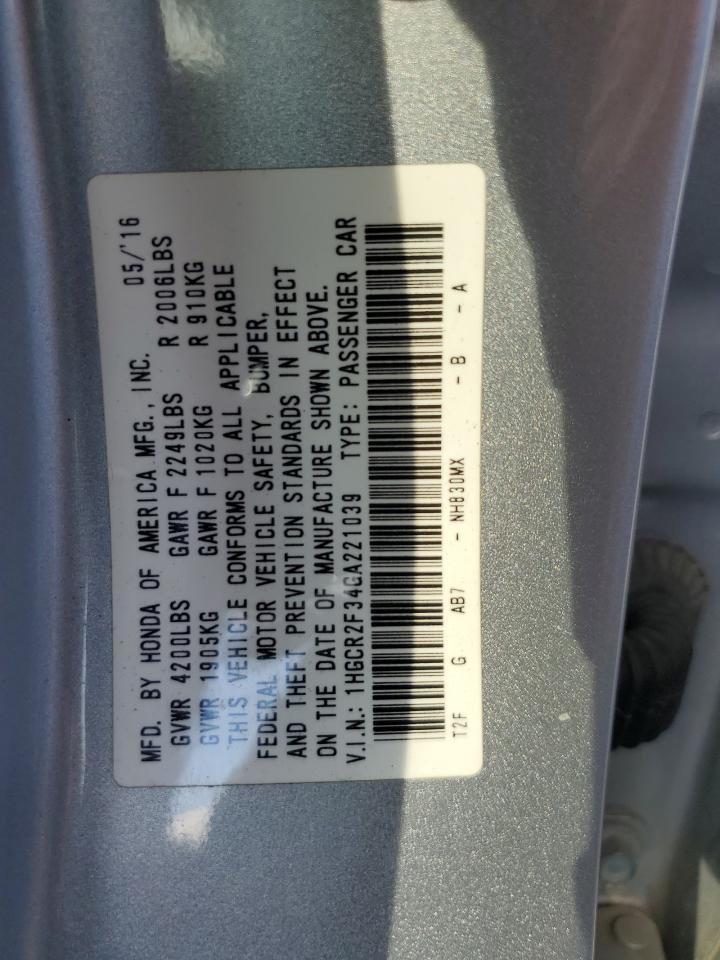 MFD. BY HONDA OF AMERICA MFG., INC. 05/'16
GVWR 4200LBS GAWR F 2249LBS R 2006LBS
GVWR 1905KG GAWR F 1020KG R 910KG
THIS VEHICLE CONFORMS TO ALL APPLICABLE
FEDERAL MOTOR VEHICLE SAFETY, BUMPER,
AND THEFT PREVENTION STANDARDS IN EFFECT
ON THE DATE OF MANUFACTURE SHOWN ABOVE.
V.I.N.: 1HGCR2F34GA221039 TYPE: PASSENGER CAR
T2F G AB7 - NH830MX - B - A